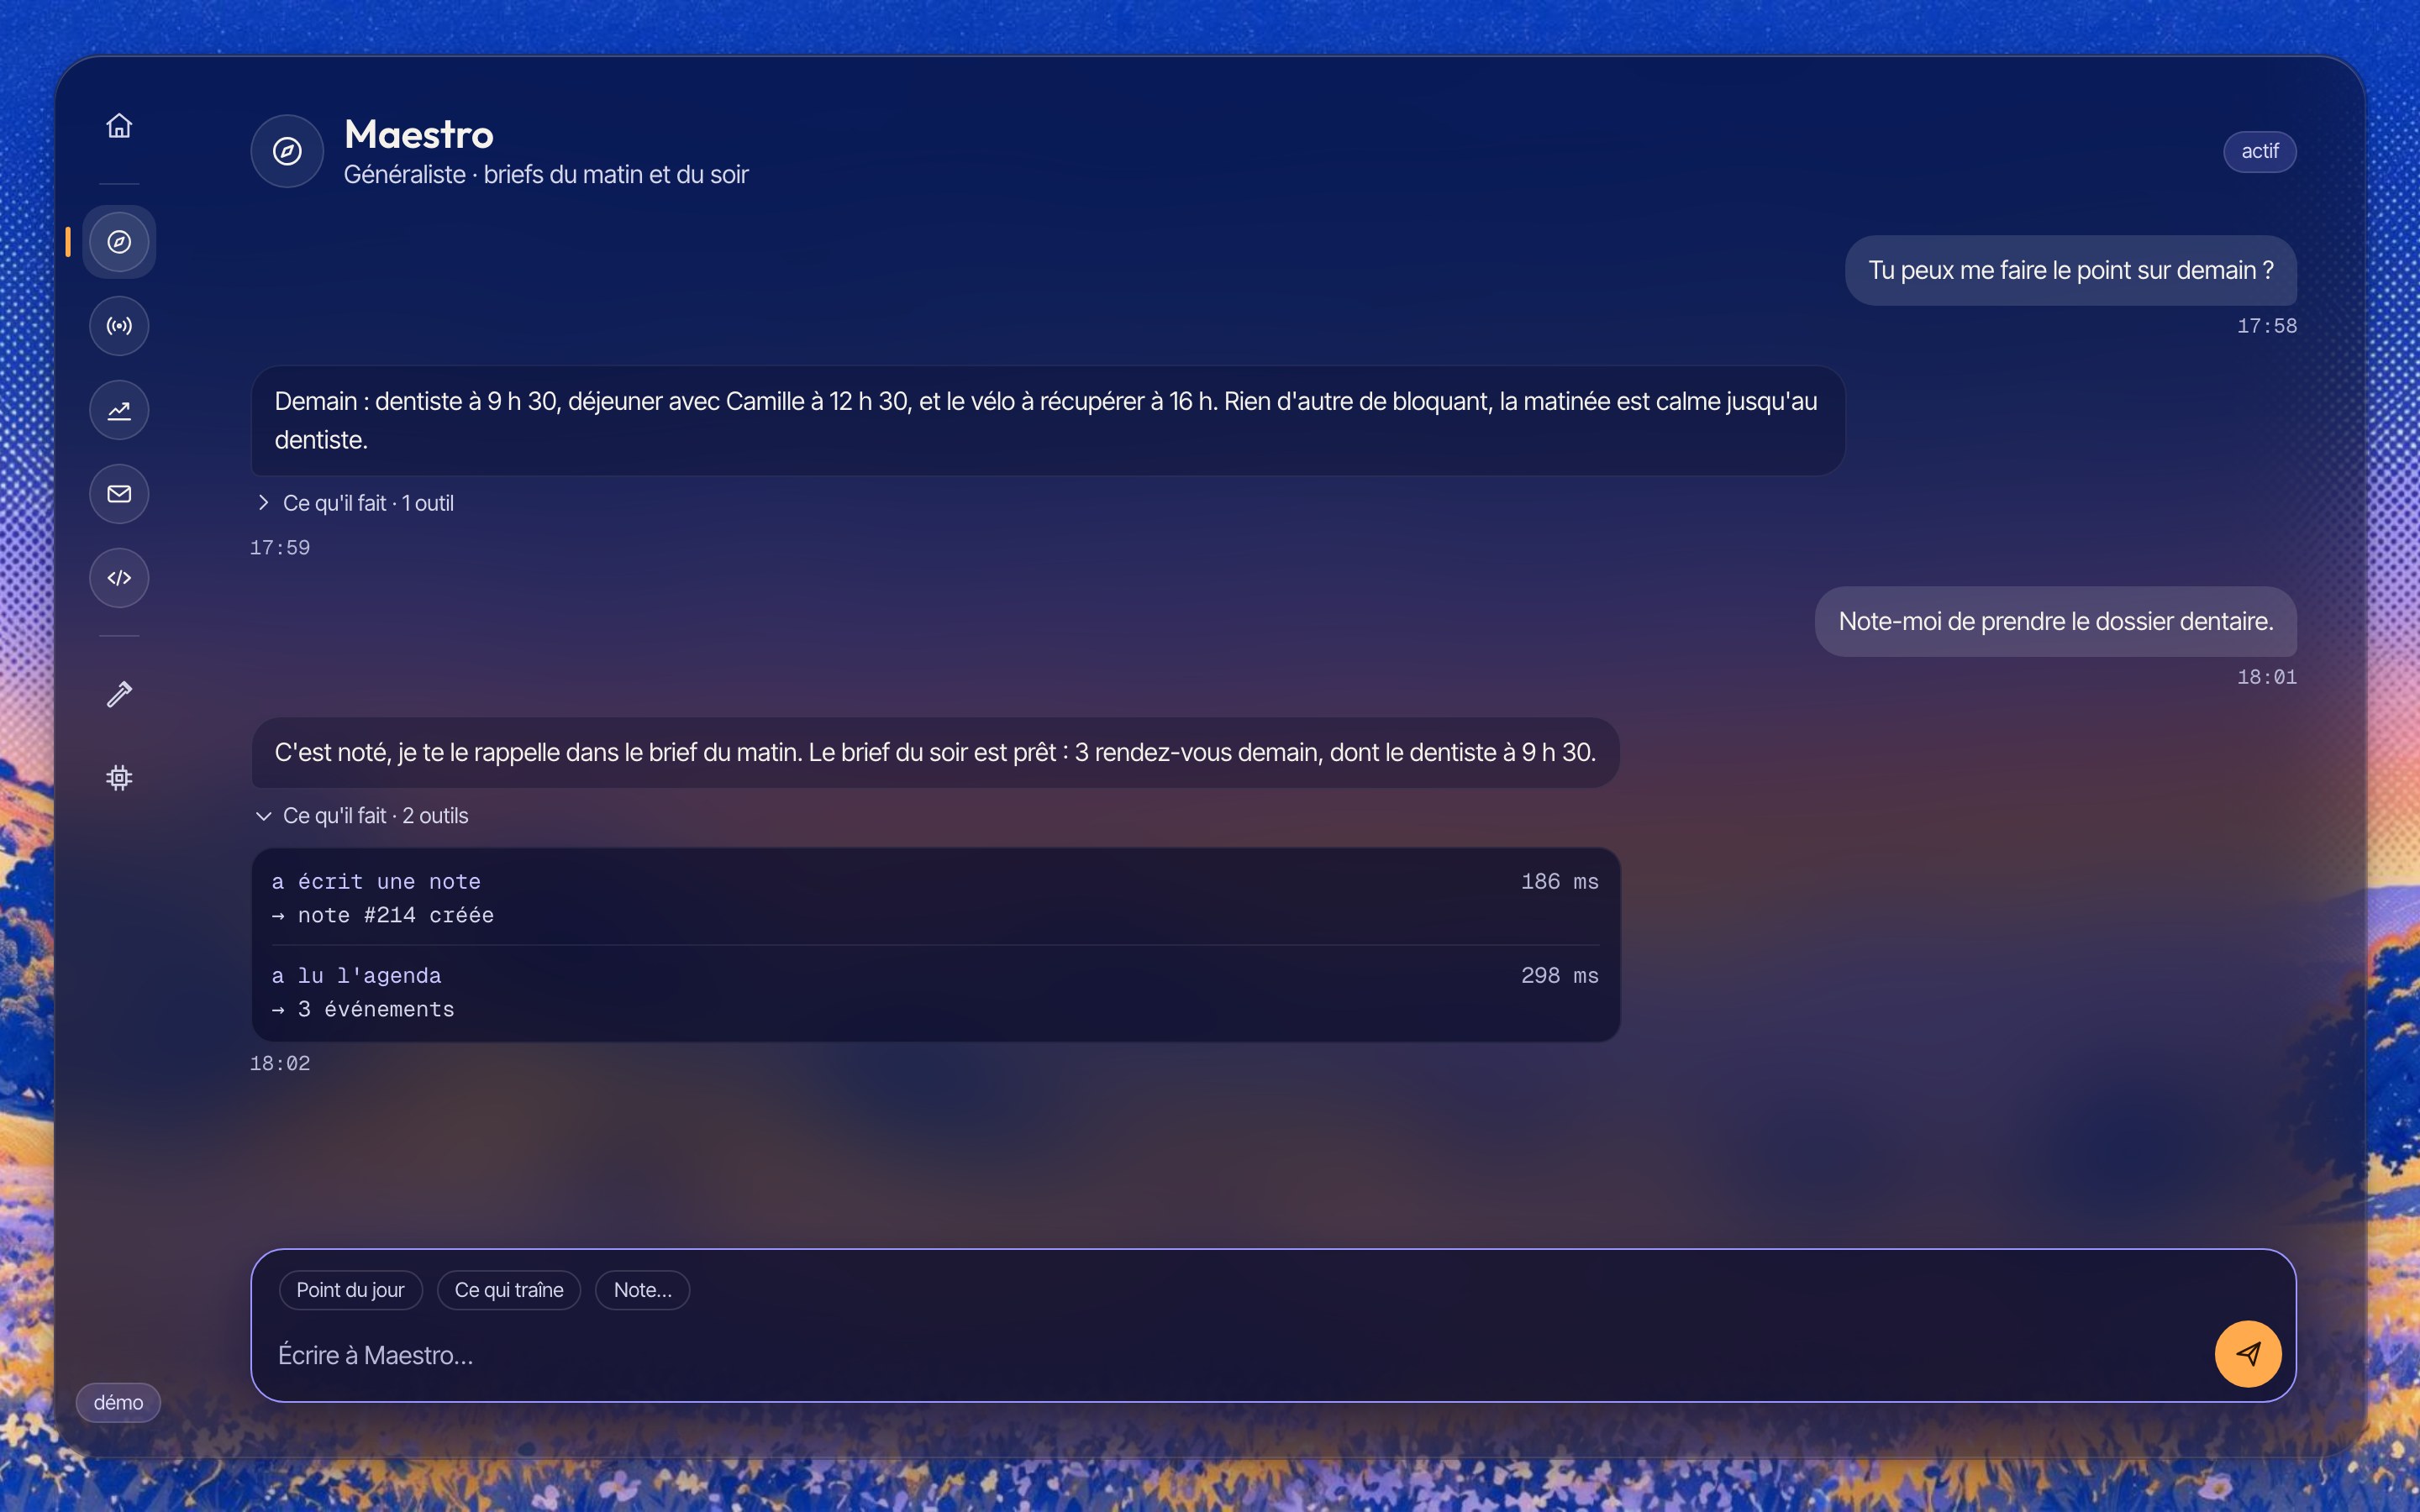 Maestro
Généraliste · briefs du matin et du soir
actif
Tu peux me faire le point sur demain ?
17:58
Demain : dentiste à 9 h 30, déjeuner avec Camille à 12 h 30, et le vélo à récupérer à 16 h. Rien d'autre de bloquant, la matinée est calme jusqu'au
dentiste.
Ce qu'il fait · 1 outil
17:59
Note-moi de prendre le dossier dentaire.
18:01
C'est noté, je te le rappelle dans le brief du matin. Le brief du soir est prêt : 3 rendez-vous demain, dont le dentiste à 9 h 30.
Ce qu'il fait · 2 outils
a écrit une note 186 ms
→ note #214 créée
a lu l'agenda 298 ms
→ 3 événements
18:02
Point du jour Ce qui traîne Note…
Écrire à Maestro…
démo